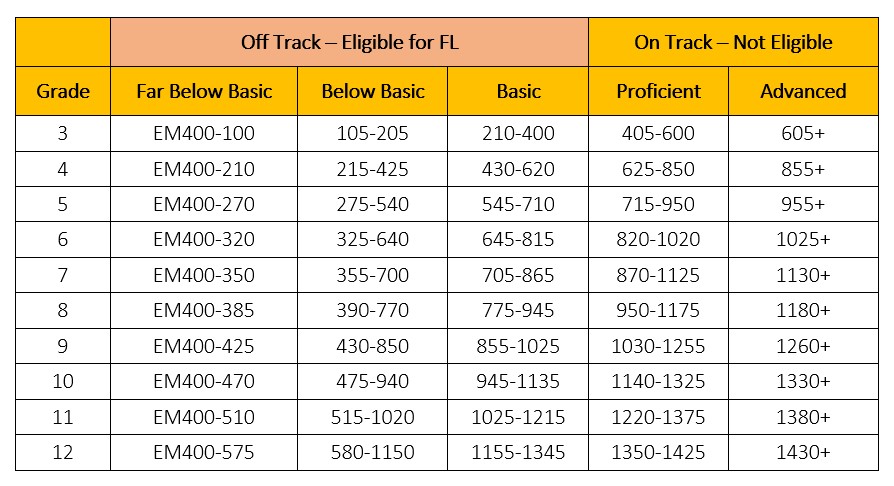 Off Track – Eligible for FL On Track – Not Eligible
Grade Far Below Basic Below Basic Basic Proficient Advanced
3 EM400-100 105-205 210-400 405-600 605+
4 EM400-210 215-425 430-620 625-850 855+
5 EM400-270 275-540 545-710 715-950 955+
6 EM400-320 325-640 645-815 820-1020 1025+
7 EM400-350 355-700 705-865 870-1125 1130+
8 EM400-385 390-770 775-945 950-1175 1180+
9 EM400-425 430-850 855-1025 1030-1255 1260+
10 EM400-470 475-940 945-1135 1140-1325 1330+
11 EM400-510 515-1020 1025-1215 1220-1375 1380+
12 EM400-575 580-1150 1155-1345 1350-1425 1430+